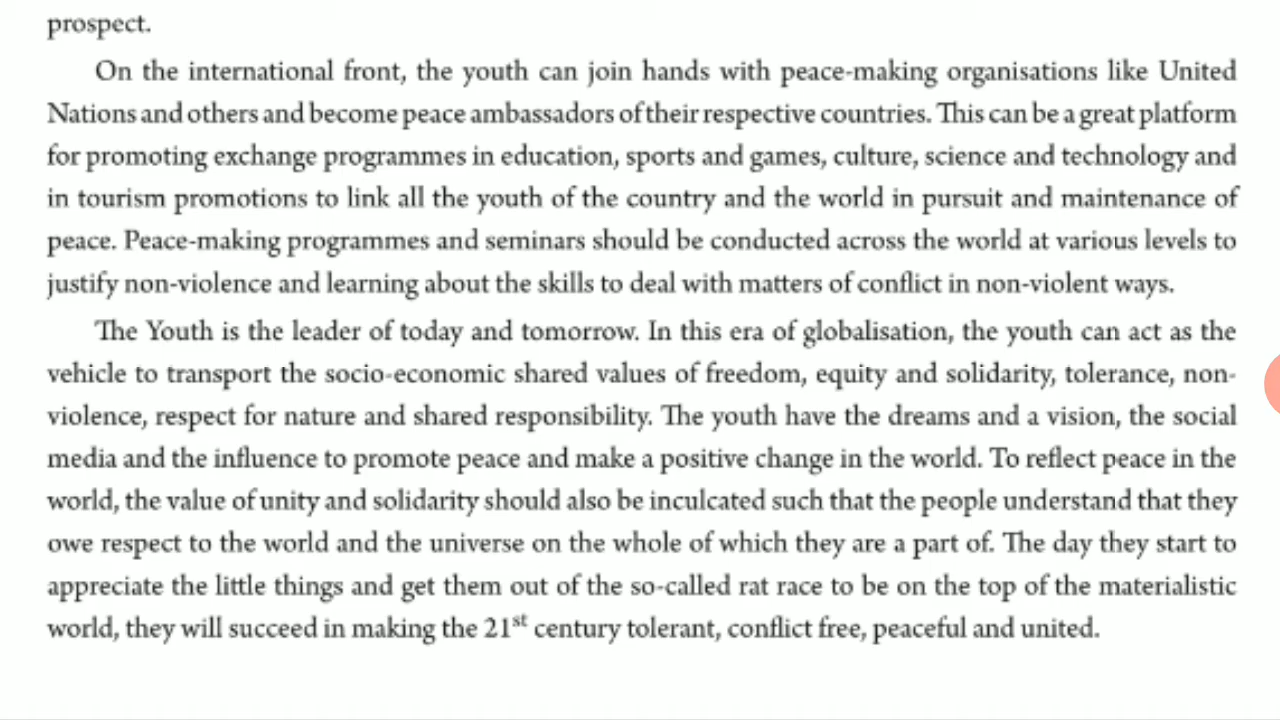 prospect.
On the international front, the youth can join hands with peace-making organisations like United
Nations and others and become peace ambassadors of their respective countries. This can be a great platform
for promoting exchange programmes in education, sports and games, culture, science and technology and
in tourism promotions to link all the youth of the country and the world in pursuit and maintenance of
peace. Peace-making programmes and seminars should be conducted across the world at various levels to
justify non-violence and learning about the skills to deal with matters of conflict in non-violent ways.
The Youth is the leader of today and tomorrow. In this era of globalisation, the youth can act as the
vehicle to transport the socio-economic shared values of freedom, equity and solidarity, tolerance, non-
violence, respect for nature and shared responsibility. The youth have the dreams and a vision, the social
media and the influence to promote peace and make a positive change in the world. To reflect peace in the
world, the value of unity and solidarity should also be inculcated such that the people understand that they
owe respect to the world and the universe on the whole of which they are a part of. The day they start to
appreciate the little things and get them out of the so-called rat race to be on the top of the materialistic
world, they will succeed in making the 21st century tolerant, conflict free, peaceful and united.